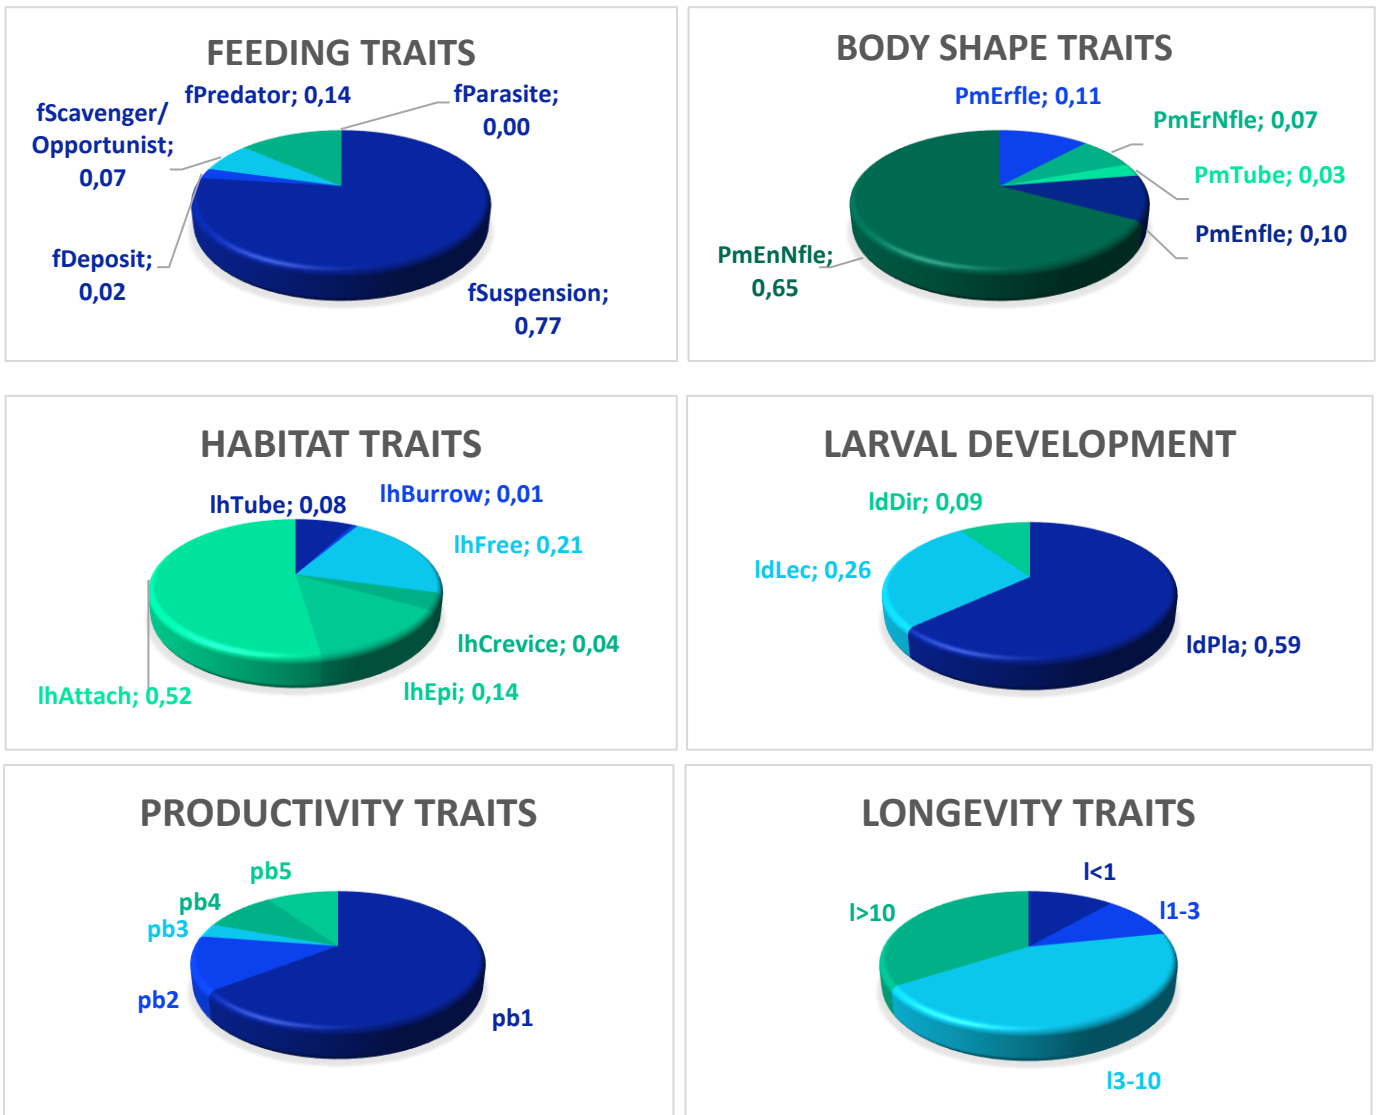 FEEDING TRAITS
fPredator; 0,14
fParasite;
0,00
fScavenger/
Opportunist;
0,07
fDeposit;
0,02
fSuspension;
0,77
BODY SHAPE TRAITS
PmErfle; 0,11
PmErNfle; 0,07
PmTube; 0,03
PmEnfle; 0,10
PmEnNfle;
0,65
HABITAT TRAITS
lhTube; 0,08
lhBurrow; 0,01
lhFree; 0,21
lhCrevice; 0,04
lhEpi; 0,14
lhAttach; 0,52
LARVAL DEVELOPMENT
ldDir; 0,09
ldLec; 0,26
ldPla; 0,59
PRODUCTIVITY TRAITS
pb5
pb4
pb3
pb2
pb1
LONGEVITY TRAITS
l<1
l1-3
l>10
l3-10